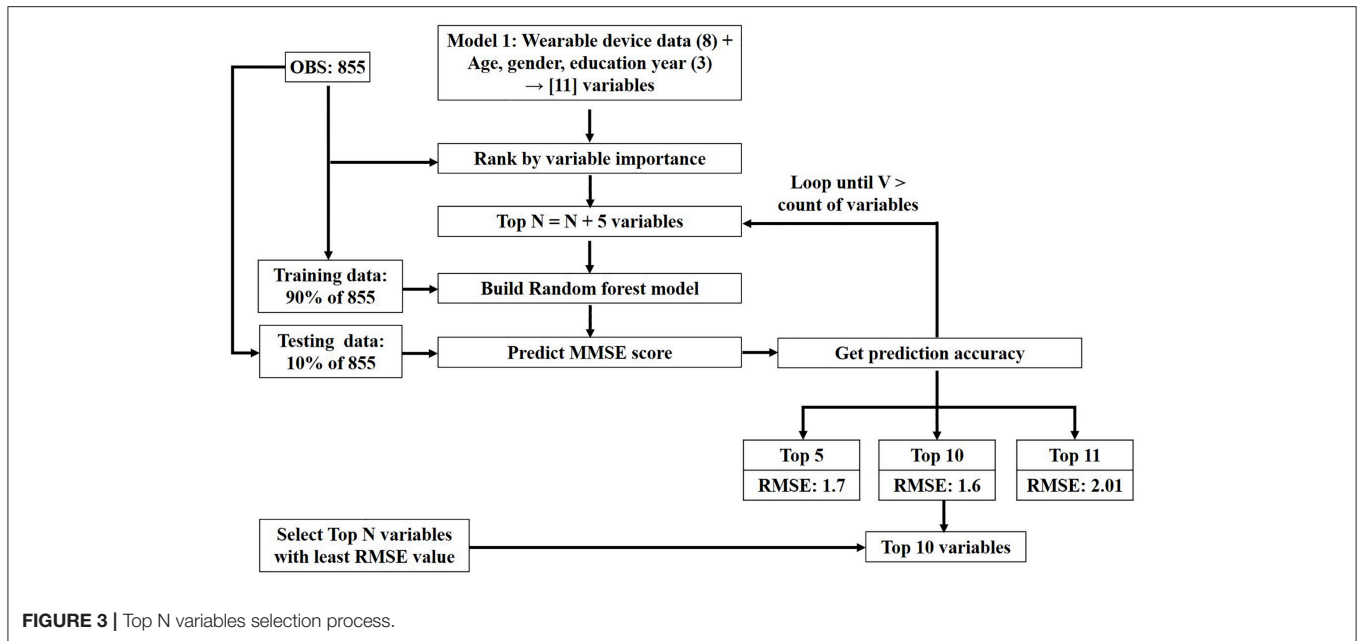 Model 1: Wearable device data (8) +
Age, gender, education year (3)
→ [11] variables
OBS: 855
Rank by variable importance
Loop until V >
count of variables
Top N = N + 5 variables
Training data:
90% of 855
Build Random forest model
Testing data:
10% of 855
Predict MMSE score
Get prediction accuracy
Top 5
RMSE: 1.7
Top 10
RMSE: 1.6
Top 11
RMSE: 2.01
Select Top N variables
with least RMSE value
Top 10 variables
FIGURE 3 | Top N variables selection process.